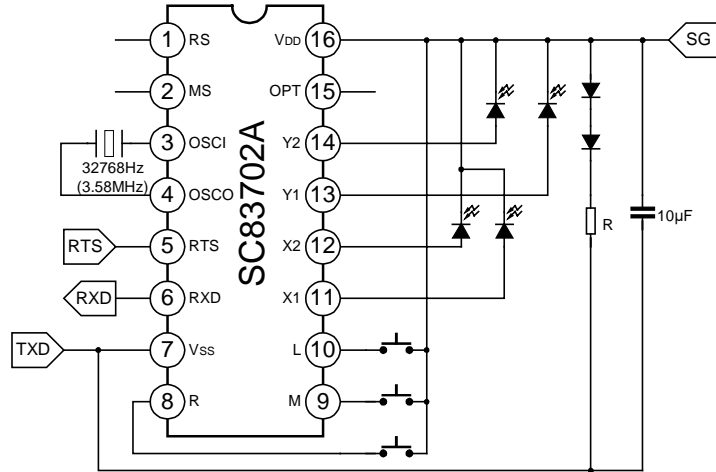 1 RS
2 MS
3 OSCI
32768Hz
(3.58MHz)
4 OSCO
RTS 5 RTS
RXD 6 RXD
TXD 7 VSS
8 R
SC83702A
VDD 16 SG
OPT 15
Y2 14
Y1 13
X2 12
X1 11
L 10
M 9
R
10µF